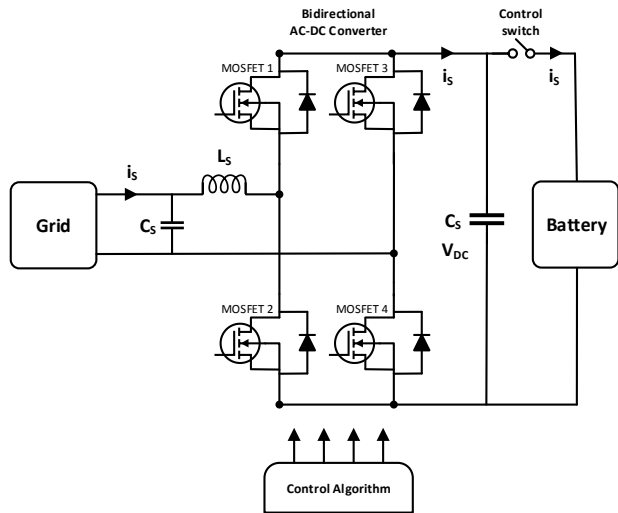 Bidirectional
AC-DC Converter
Control
switch
MOSFET 1
MOSFET 3
iS
iS
LS
iS
Grid
CS
CS
VDC
Battery
MOSFET 2
MOSFET 4
Control Algorithm